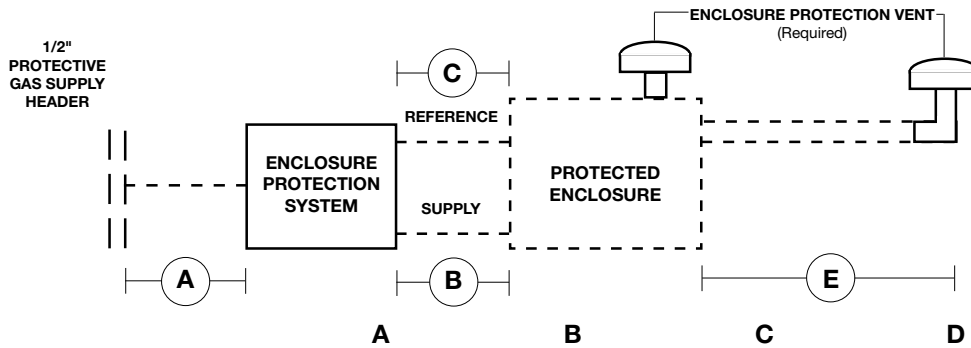 ENCLOSURE PROTECTION VENT
(Required)
1/2"
PROTECTIVE
GAS SUPPLY
HEADER
C
REFERENCE
ENCLOSURE
PROTECTION
SYSTEM
PROTECTED
ENCLOSURE
SUPPLY
A
B
E
A B C D